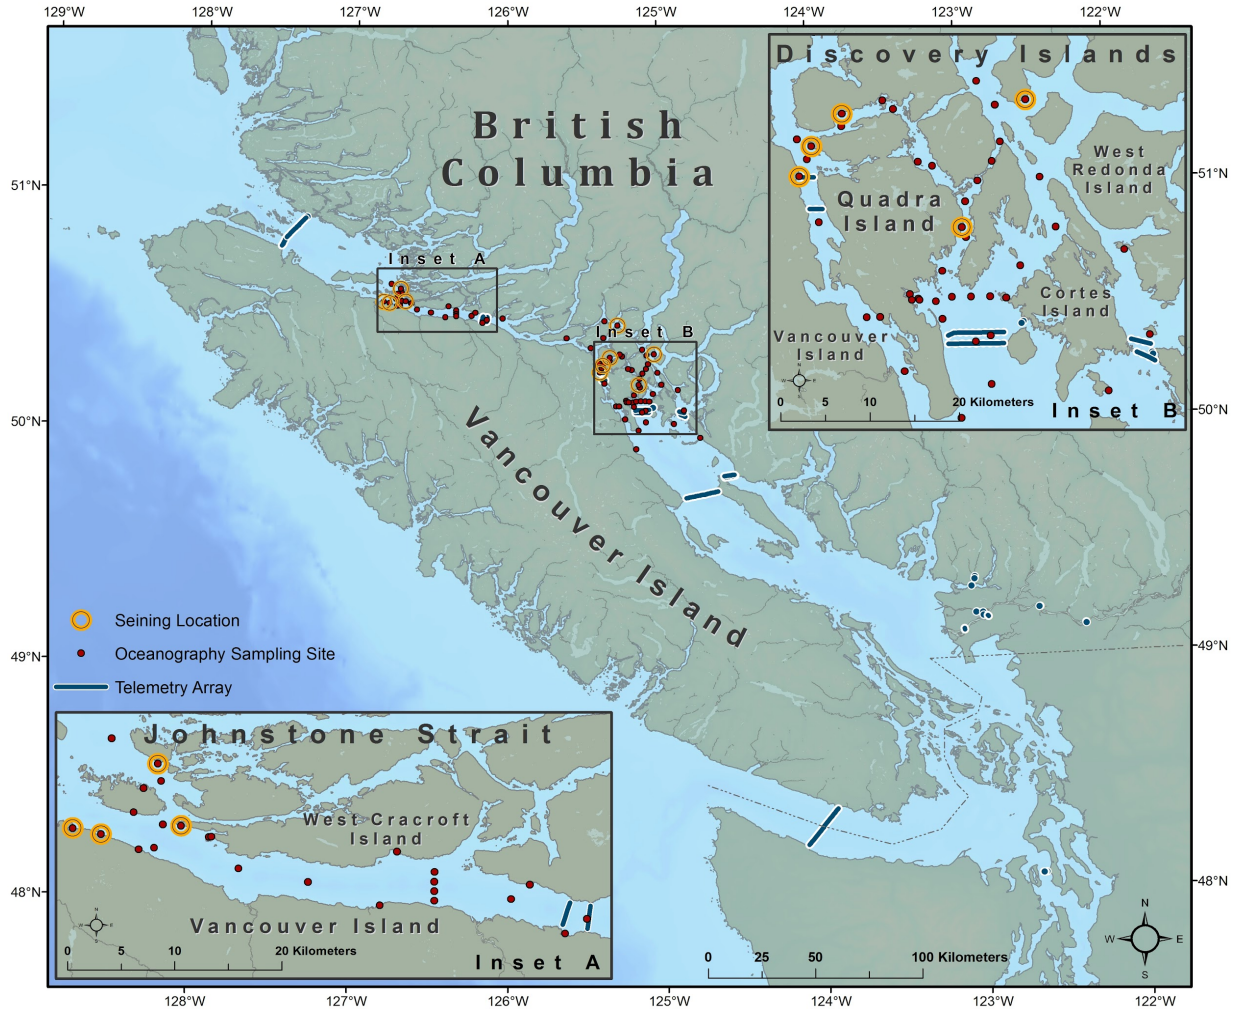 129°W 128°W 127°W 126°W 125°W 124°W 123°W 122°W
British
Columbia
51°N
51°N
50°N
50°N
49°N
49°N
48°N
48°N
Inset A
Inset B
Vancouver Island
Discovery Islands
West
Redonda
Island
Quadra
Island
Cortes
Island
Vancouver
Island
N
W E
S
0 5 10 20 Kilometers
Inset B
Seining Location
Oceanography Sampling Site
Telemetry Array
Johnstone Strait
West Cracroft
Island
Vancouver Island
N
W E
S
0 5 10 20 Kilometers
Inset A
0 25 50 100 Kilometers
N
W E
S
128°W 127°W 126°W 125°W 124°W 123°W 122°W